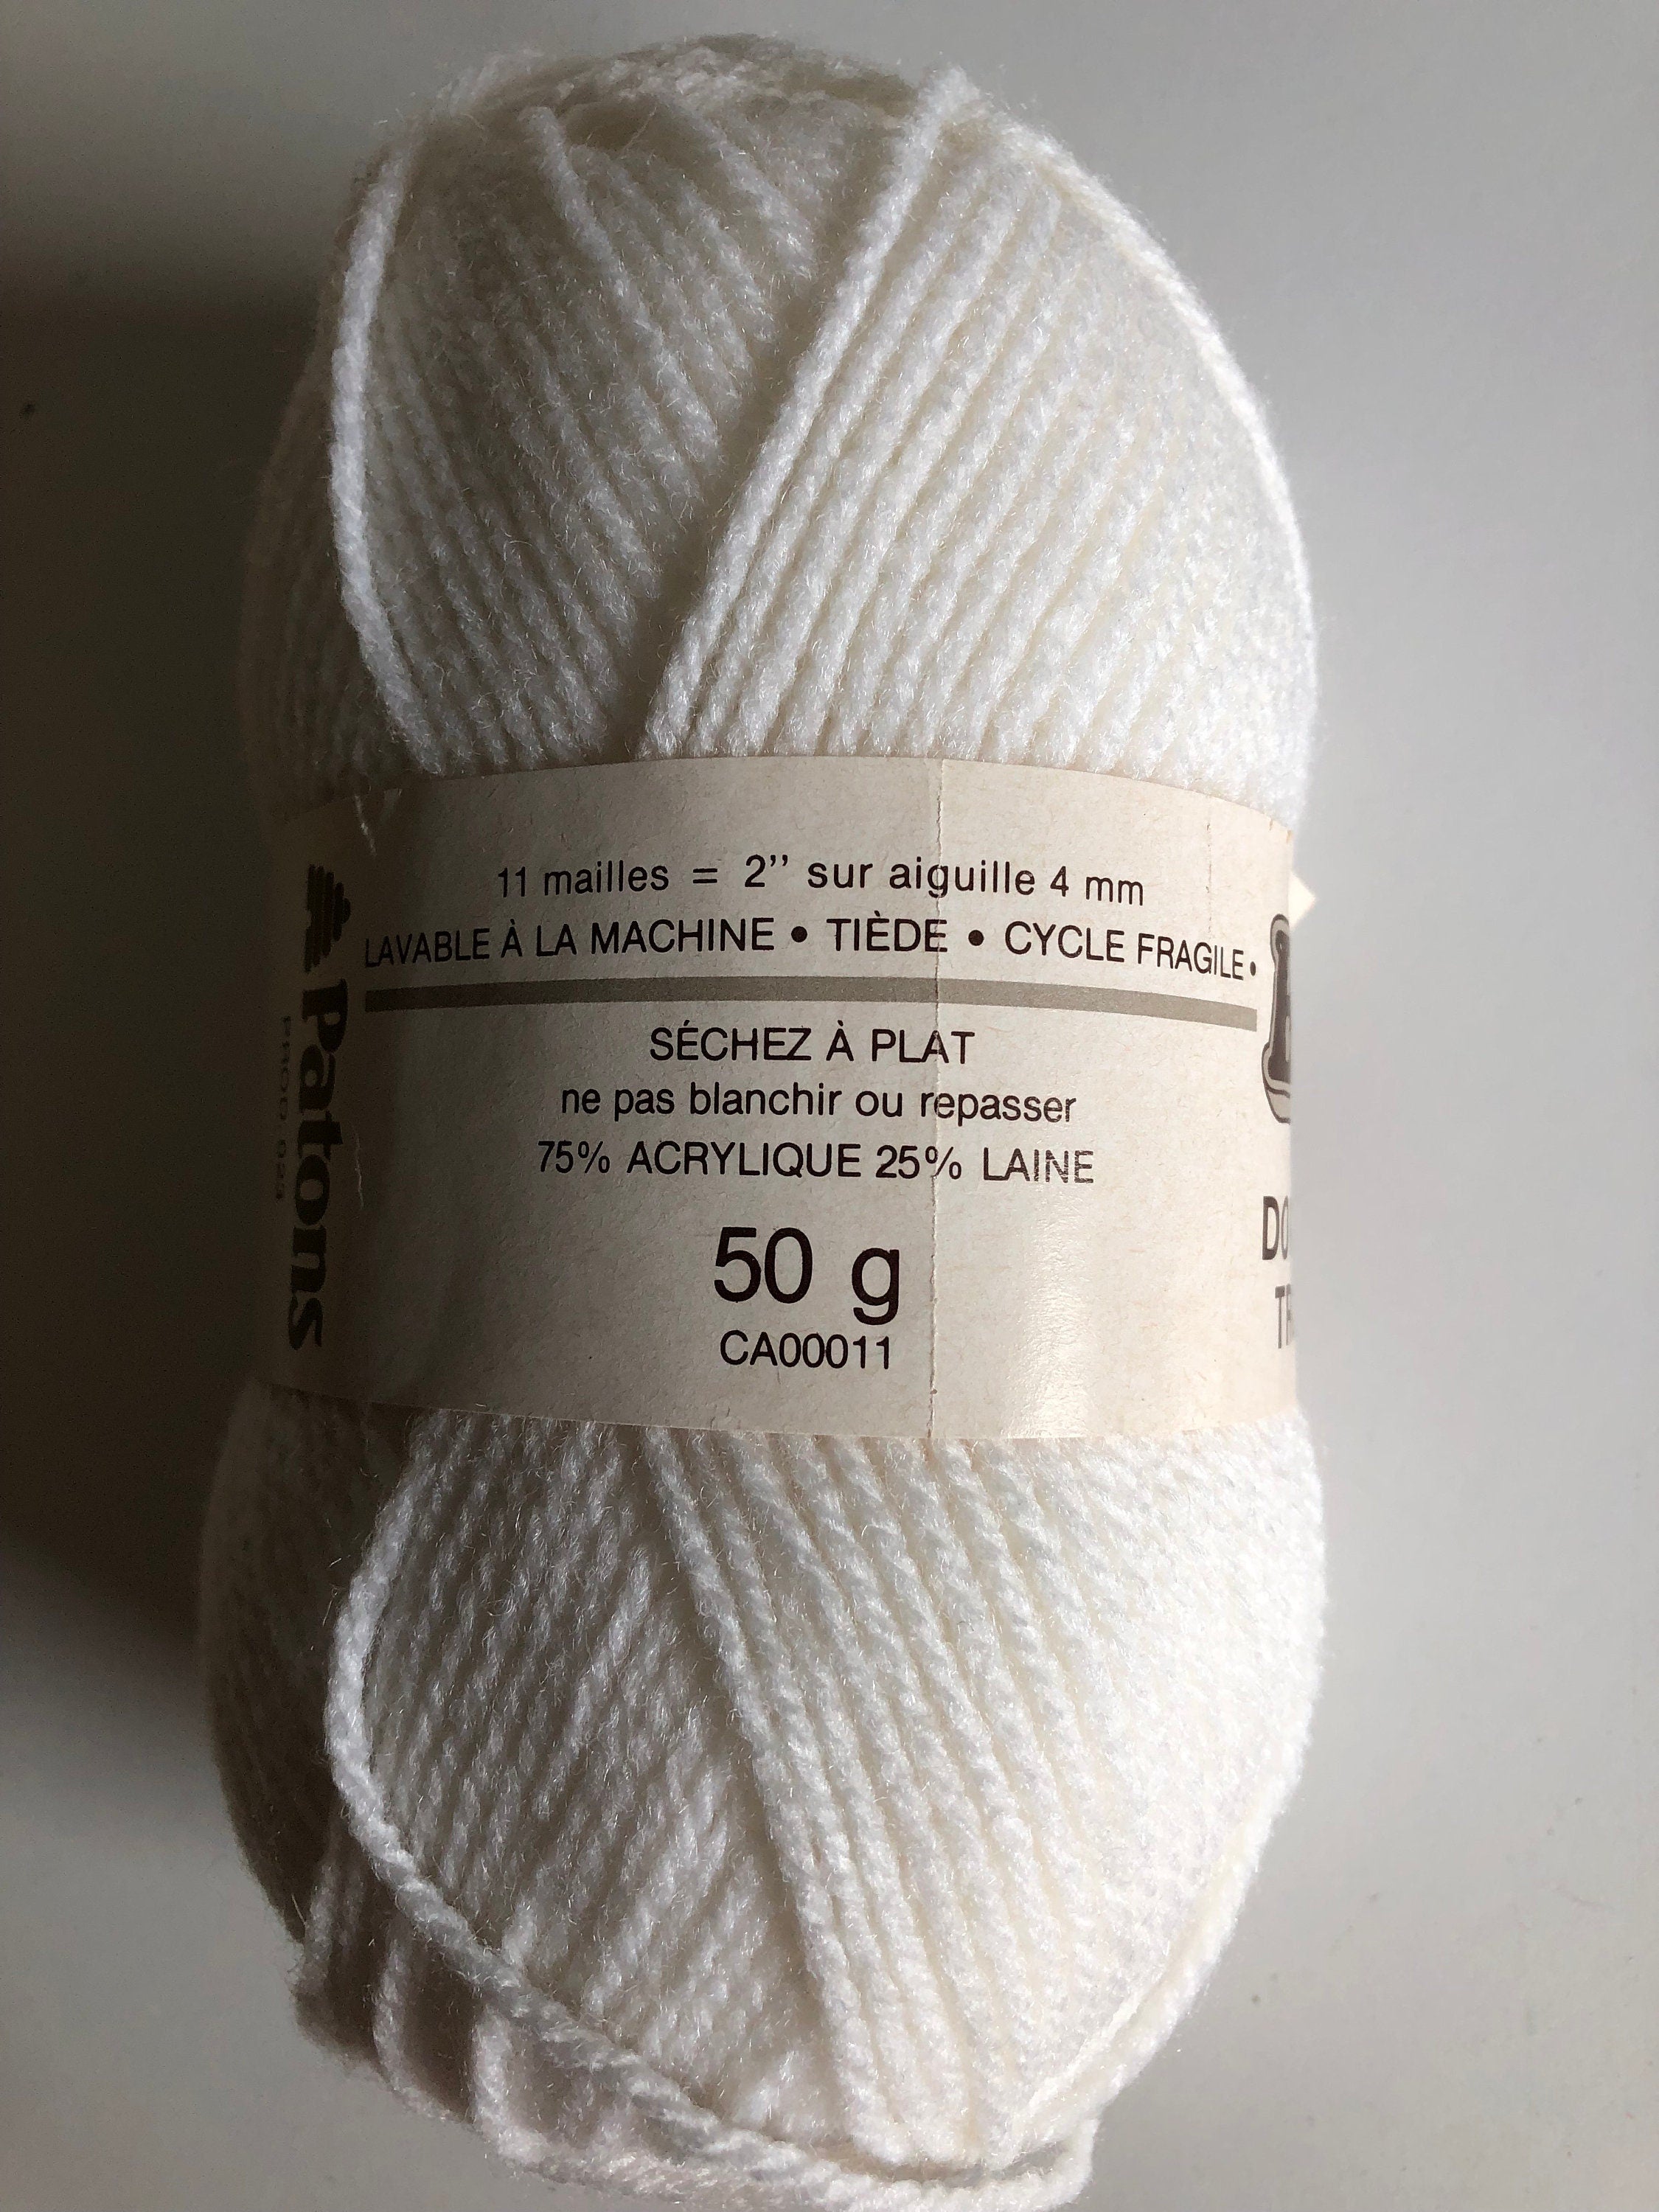 11 mailles = 2’’ sur aiguille 4 mm
LAVABLE À LA MACHINE • TIÈDE • CYCLE FRAGILE •
SÉCHEZ À PLAT
ne pas blanchir ou repasser
75% ACRYLIQUE 25% LAINE
50 g
CA00011
Patons